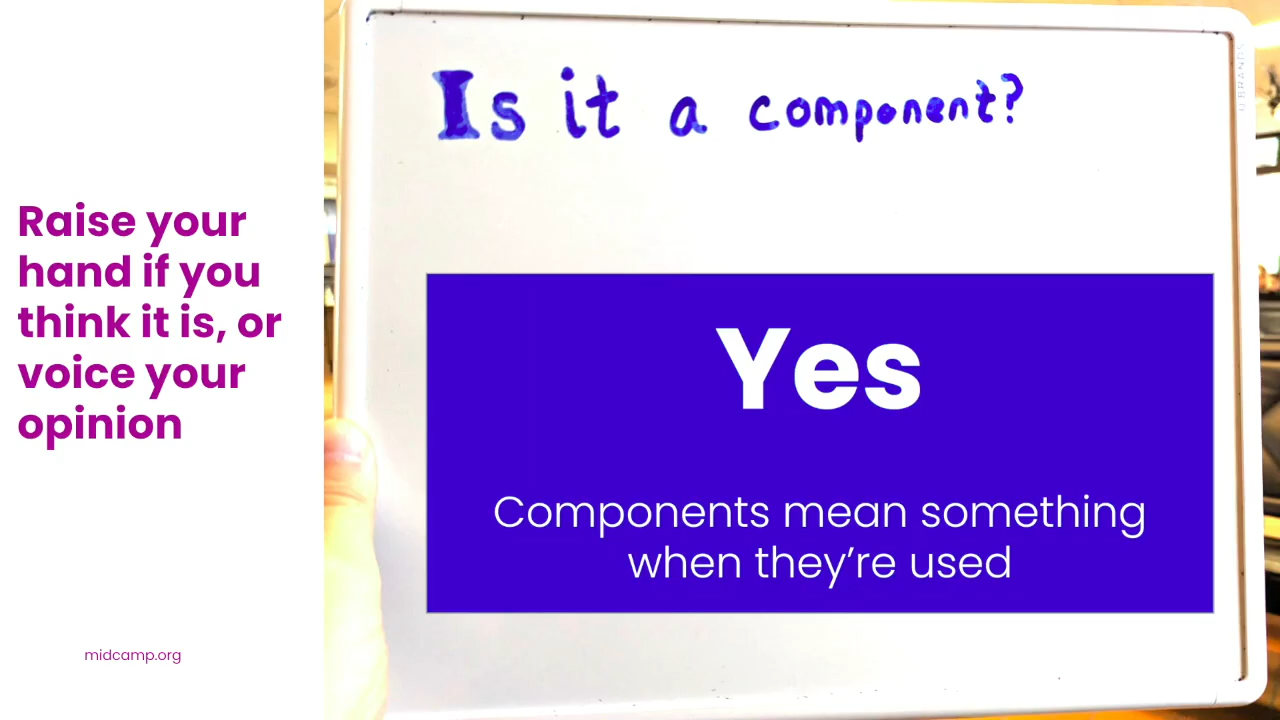 Raise your
hand if you
think it is, or
voice your
opinion
midcamp.org
Is it a component?
Yes
Components mean something
when they’re used